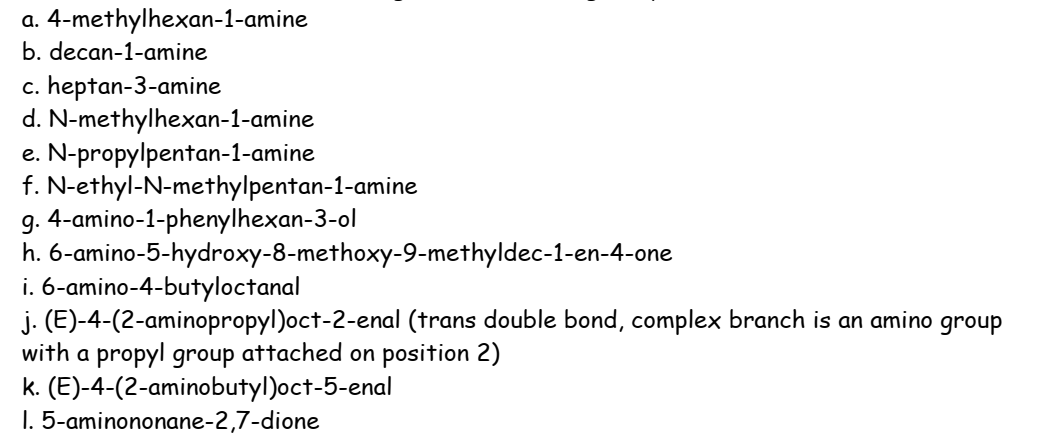 a. 4-methylhexan-1-amine
b. decan-1-amine
c. heptan-3-amine
d. N-methylhexan-1-amine
e. N-propylpentan-1-amine
f. N-ethyl-N-methylpentan-1-amine
g. 4-amino-1-phenylhexan-3-ol
h. 6-amino-5-hydroxy-8-methoxy-9-methyldec-1-en-4-one
i. 6-amino-4-butyloctanal
j. (E)-4-(2-aminopropyl)oct-2-enal (trans double bond, complex branch is an amino group
with a propyl group attached on position 2)
k. (E)-4-(2-aminobutyl)oct-5-enal
l. 5-aminononane-2,7-dione